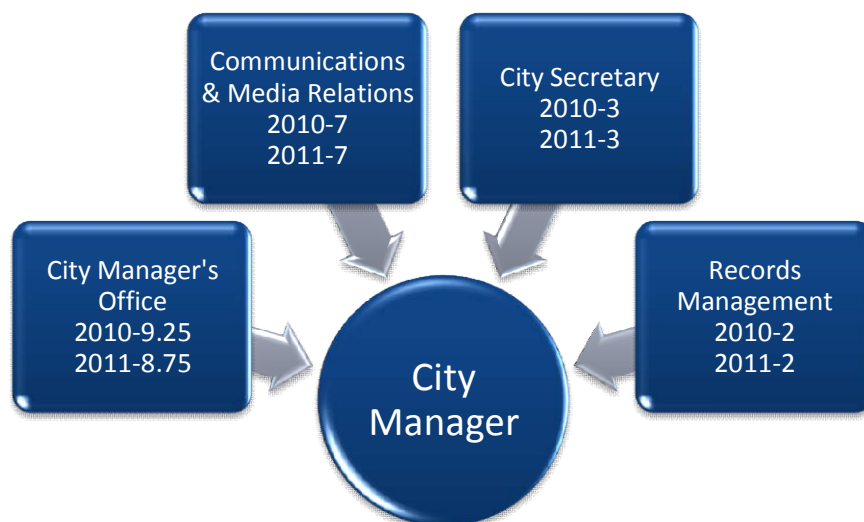 Communications
& Media Relations
2010-7
2011-7
City Secretary
2010-3
2011-3
City Manager's
Office
2010-9.25
2011-8.75
Records
Management
2010-2
2011-2
City
Manager